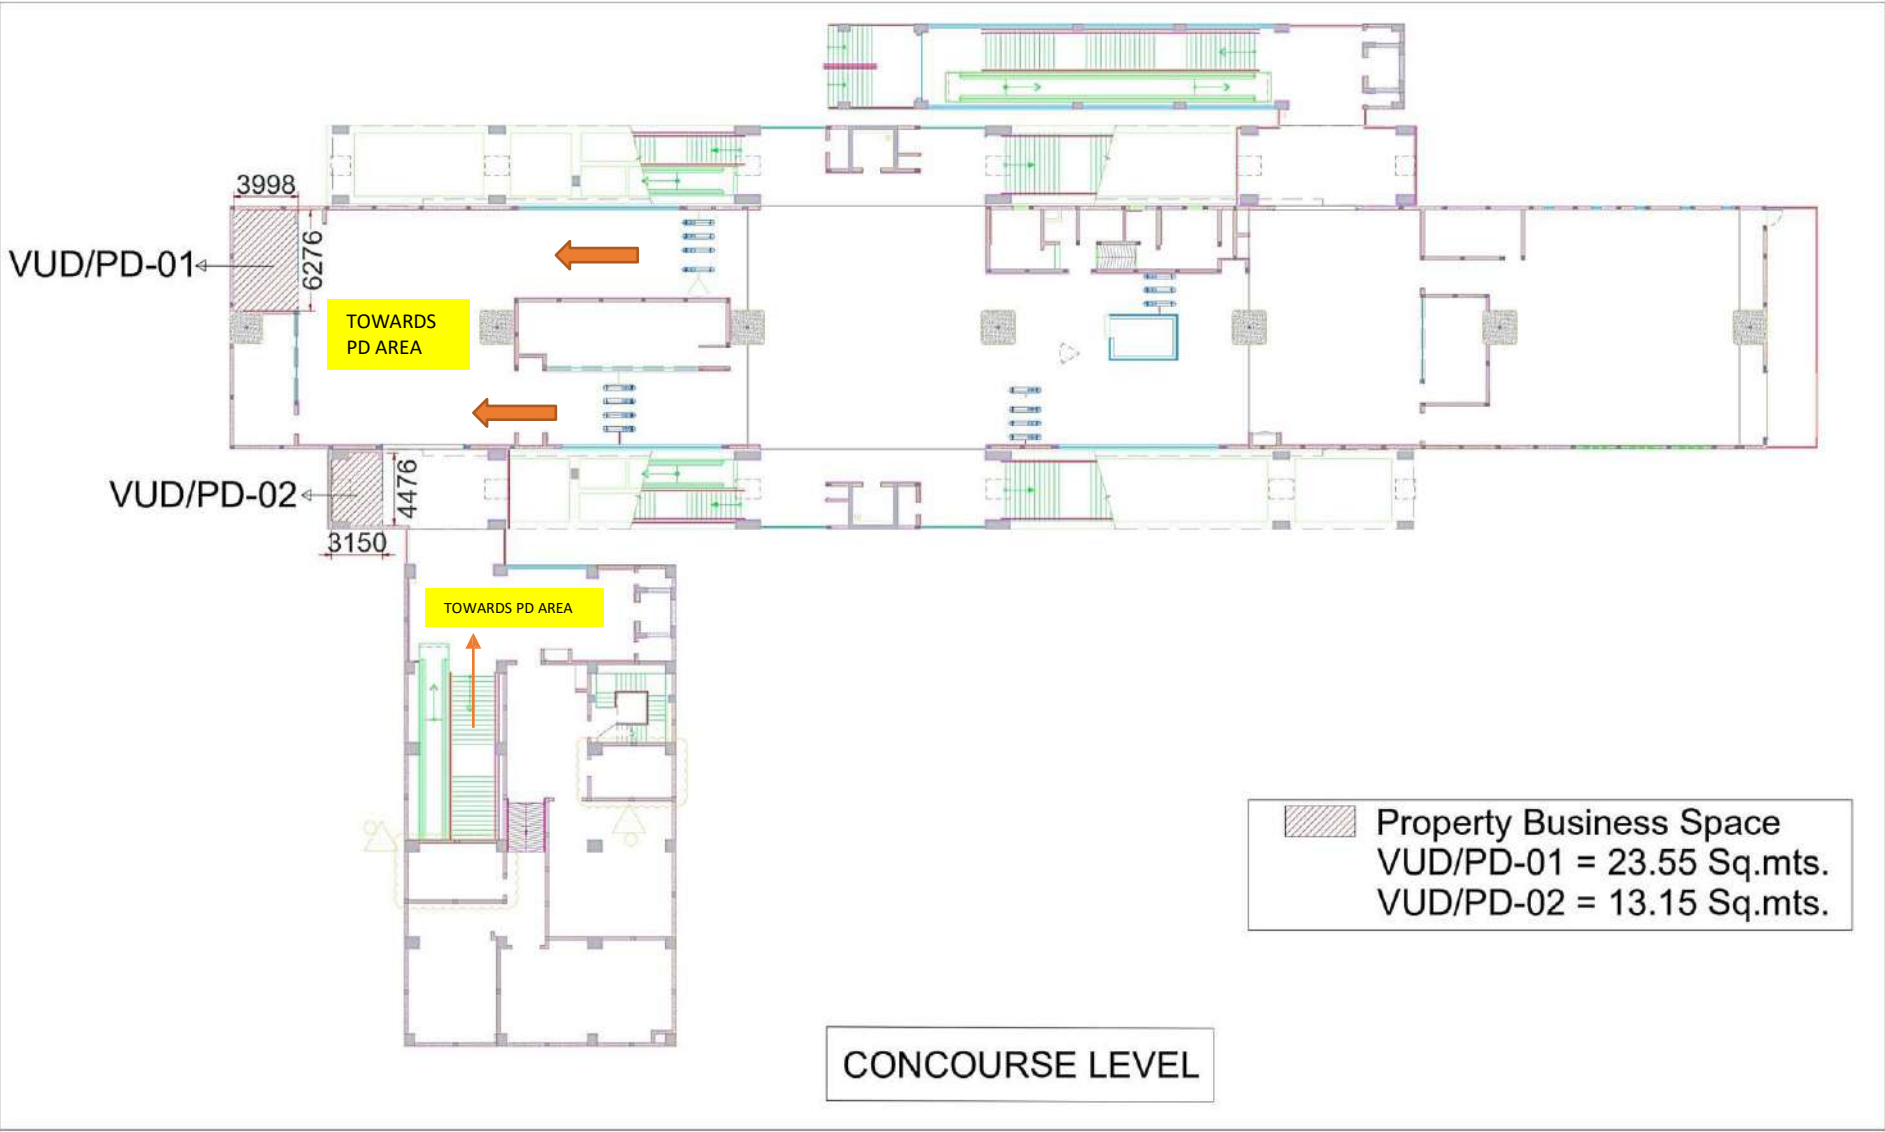 3998
VUD/PD-01
6276
TOWARDS
PD AREA
VUD/PD-02
4476
3150
TOWARDS PD AREA
Property Business Space
VUD/PD-01 = 23.55 Sq.mts.
VUD/PD-02 = 13.15 Sq.mts.
CONCOURSE LEVEL